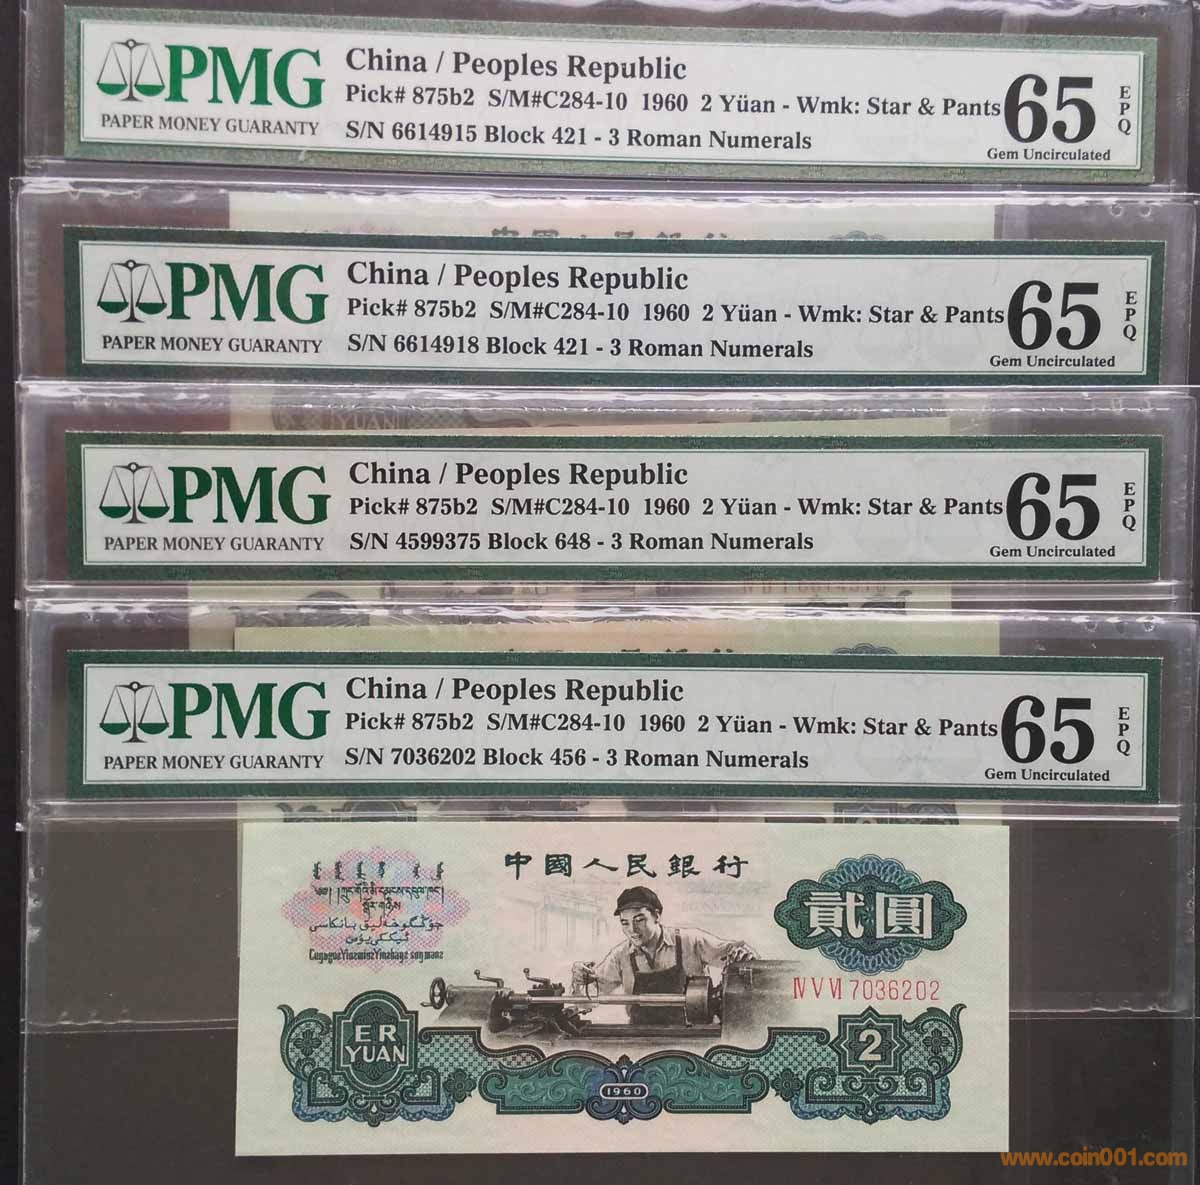 PMG
PAPER MONEY GUARANTY
China / Peoples Republic
Pick# 875b2 S/M#C284-10 1960 2 Yüan - Wmk: Star & Pants
S/N 6614915 Block 421 - 3 Roman Numerals
65
EPQ
Gem Uncirculated
PMG
PAPER MONEY GUARANTY
China / Peoples Republic
Pick# 875b2 S/M#C284-10 1960 2 Yüan - Wmk: Star & Pants
S/N 6614918 Block 421 - 3 Roman Numerals
65
EPQ
Gem Uncirculated
YUAN
PMG
PAPER MONEY GUARANTY
China / Peoples Republic
Pick# 875b2 S/M#C284-10 1960 2 Yüan - Wmk: Star & Pants
S/N 4599375 Block 648 - 3 Roman Numerals
65
EPQ
Gem Uncirculated
PMG
PAPER MONEY GUARANTY
China / Peoples Republic
Pick# 875b2 S/M#C284-10 1960 2 Yüan - Wmk: Star & Pants
S/N 7036202 Block 456 - 3 Roman Numerals
65
EPQ
Gem Uncirculated
中國人民銀行
貳圓
IV V VI 7036202
ER
YUAN
2
1960
www.coin001.com